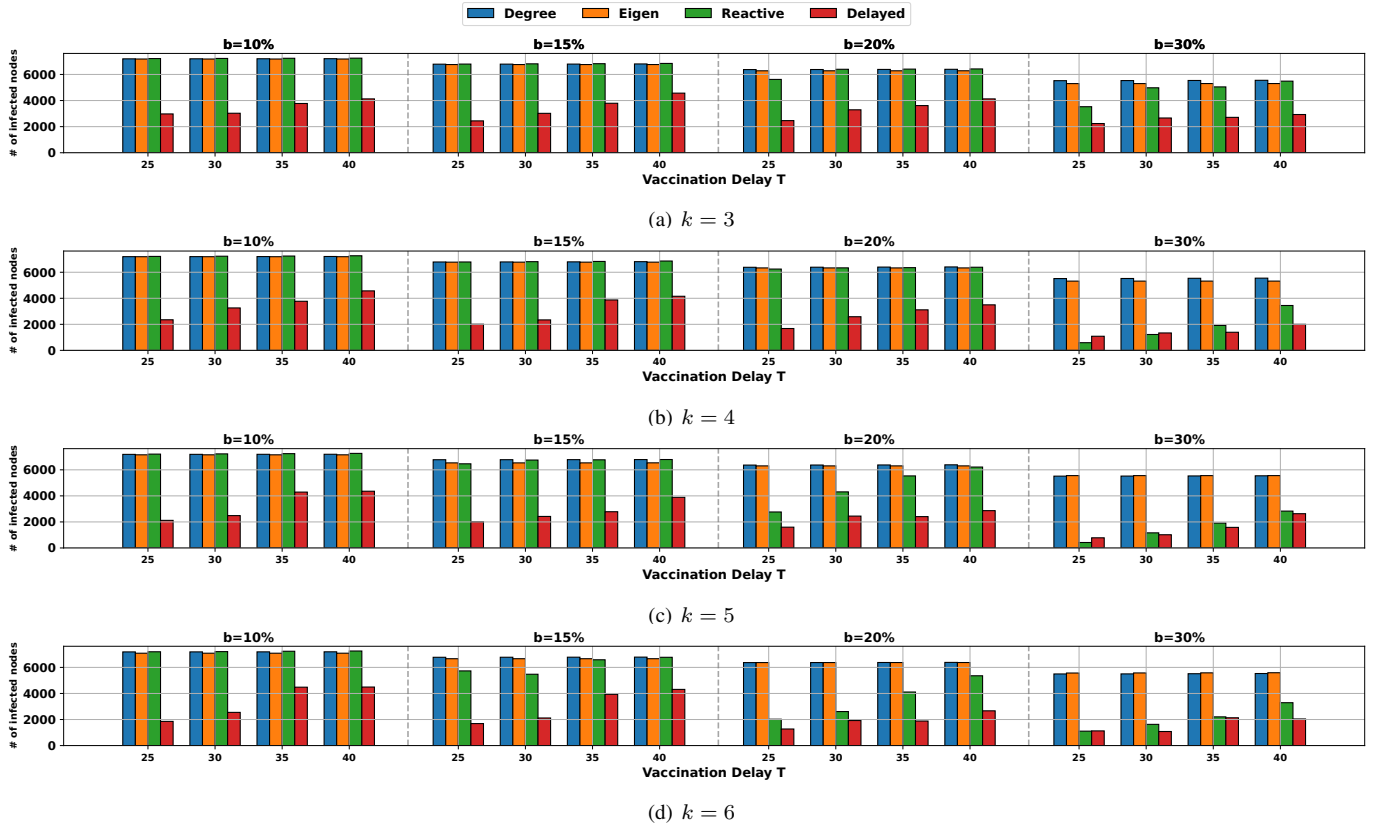 Degree Eigen Reactive Delayed
b=10% b=15% b=20% b=30%
# of infected nodes
6000
4000
2000
0
25 30 35 40 25 30 35 40 25 30 35 40 25 30 35 40
Vaccination Delay T
(a) k = 3
b=10% b=15% b=20% b=30%
# of infected nodes
6000
4000
2000
0
25 30 35 40 25 30 35 40 25 30 35 40 25 30 35 40
Vaccination Delay T
(b) k = 4
b=10% b=15% b=20% b=30%
# of infected nodes
6000
4000
2000
0
25 30 35 40 25 30 35 40 25 30 35 40 25 30 35 40
Vaccination Delay T
(c) k = 5
b=10% b=15% b=20% b=30%
# of infected nodes
6000
4000
2000
0
25 30 35 40 25 30 35 40 25 30 35 40 25 30 35 40
Vaccination Delay T
(d) k = 6